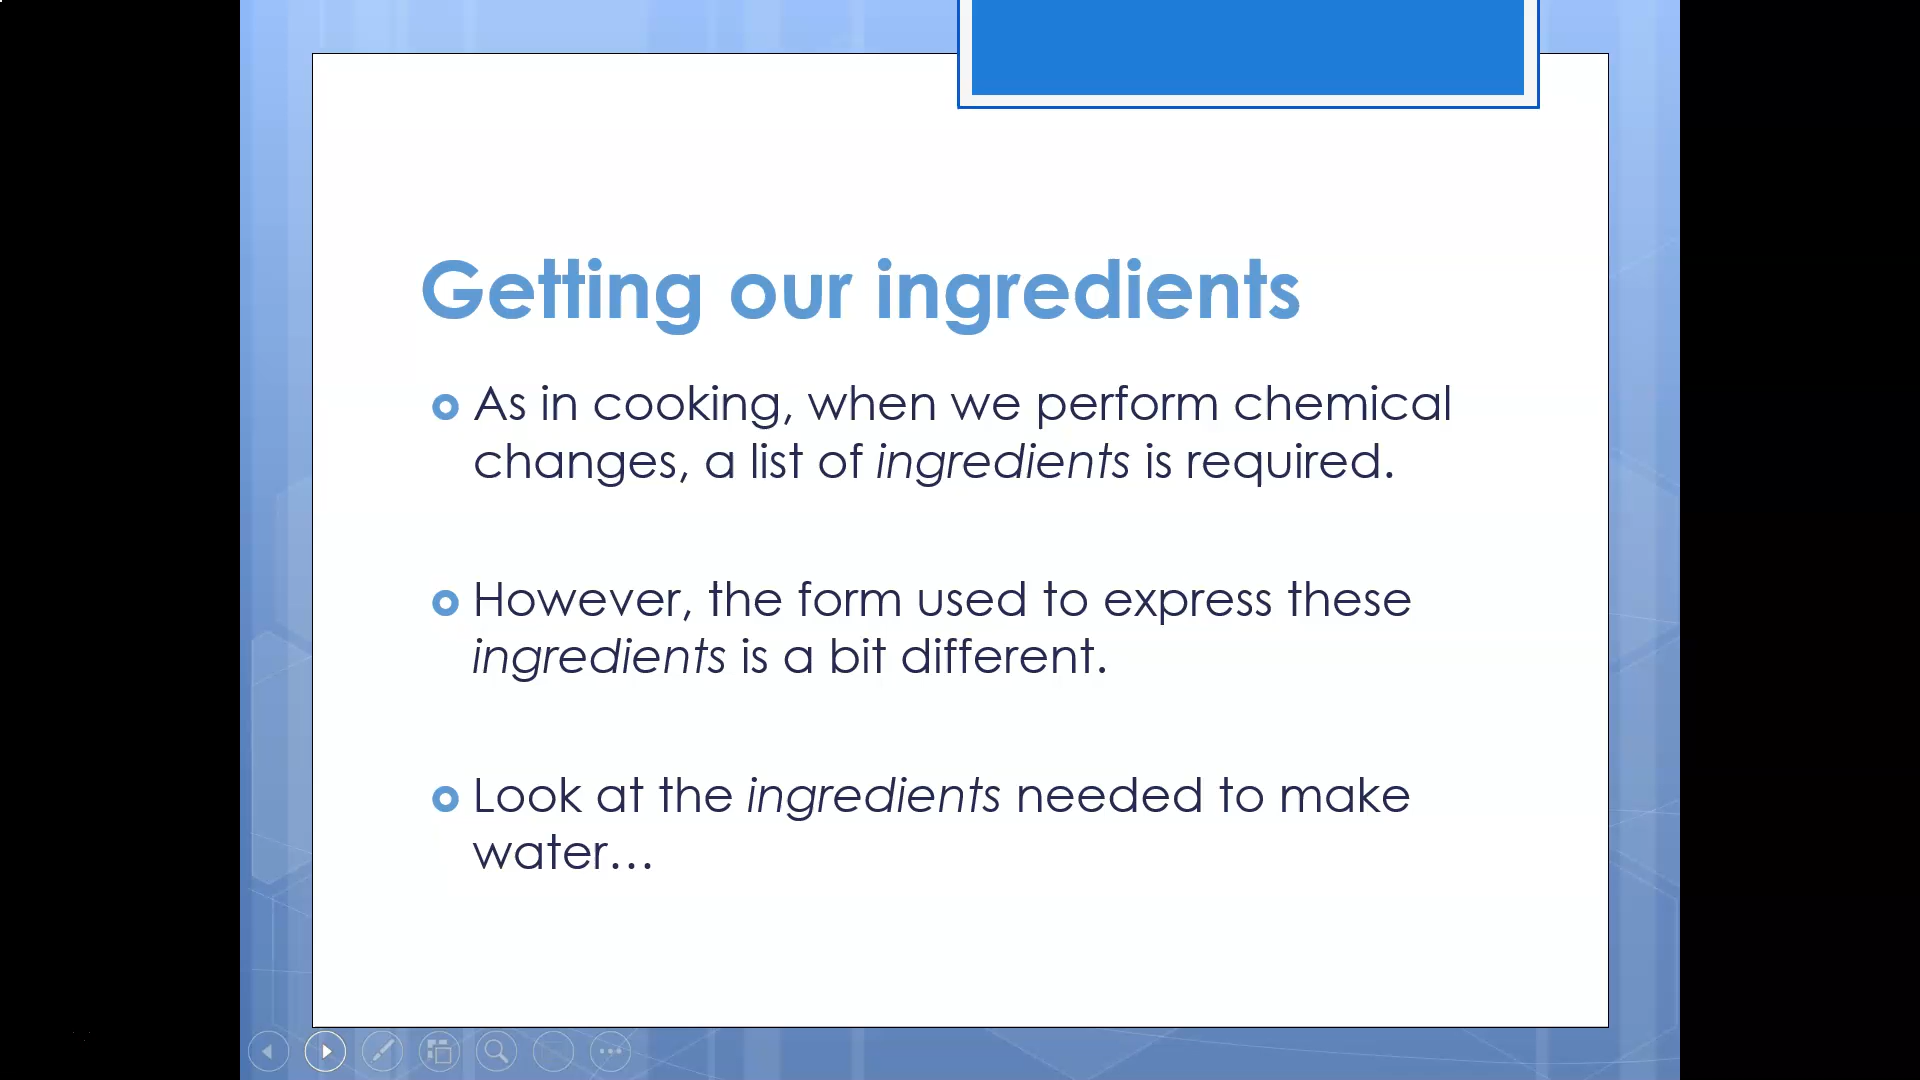 Getting our ingredients
As in cooking, when we perform chemical
changes, a list of ingredients is required.
However, the form used to express these
ingredients is a bit different.
Look at the ingredients needed to make
water…